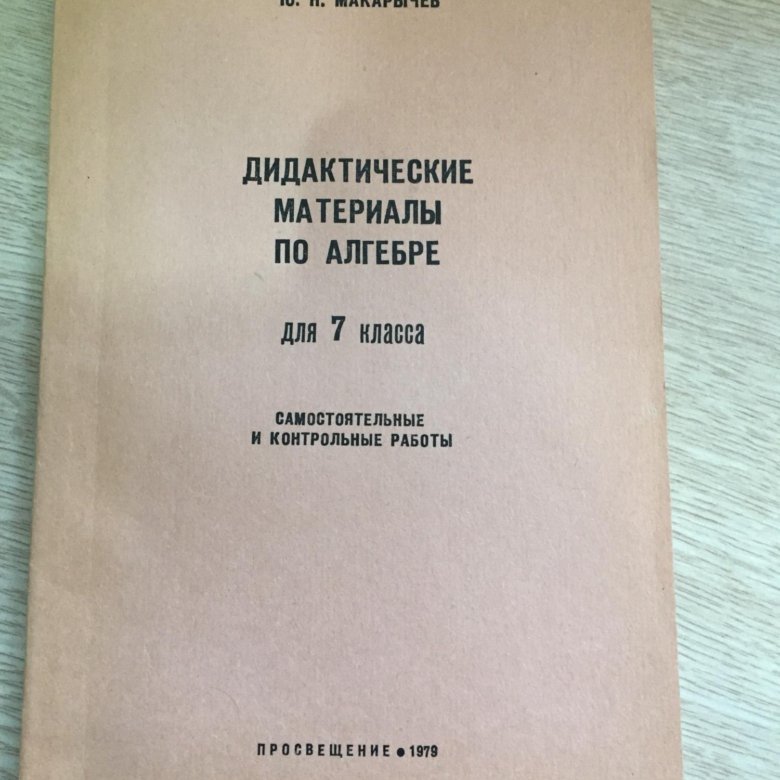 Ю. Н. МАКАРЫЧЕВ
ДИДАКТИЧЕСКИЕ
МАТЕРИАЛЫ
ПО АЛГЕБРЕ
для 7 класса
САМОСТОЯТЕЛЬНЫЕ
И КОНТРОЛЬНЫЕ РАБОТЫ
ПРОСВЕЩЕНИЕ ● 1979